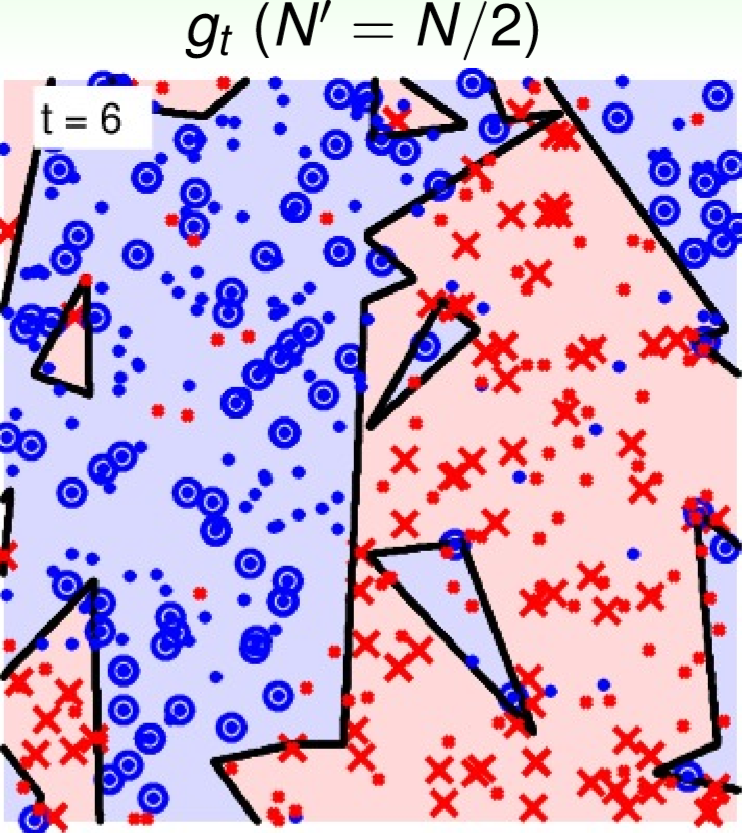 g_t (N′ = N/2)
t = 6